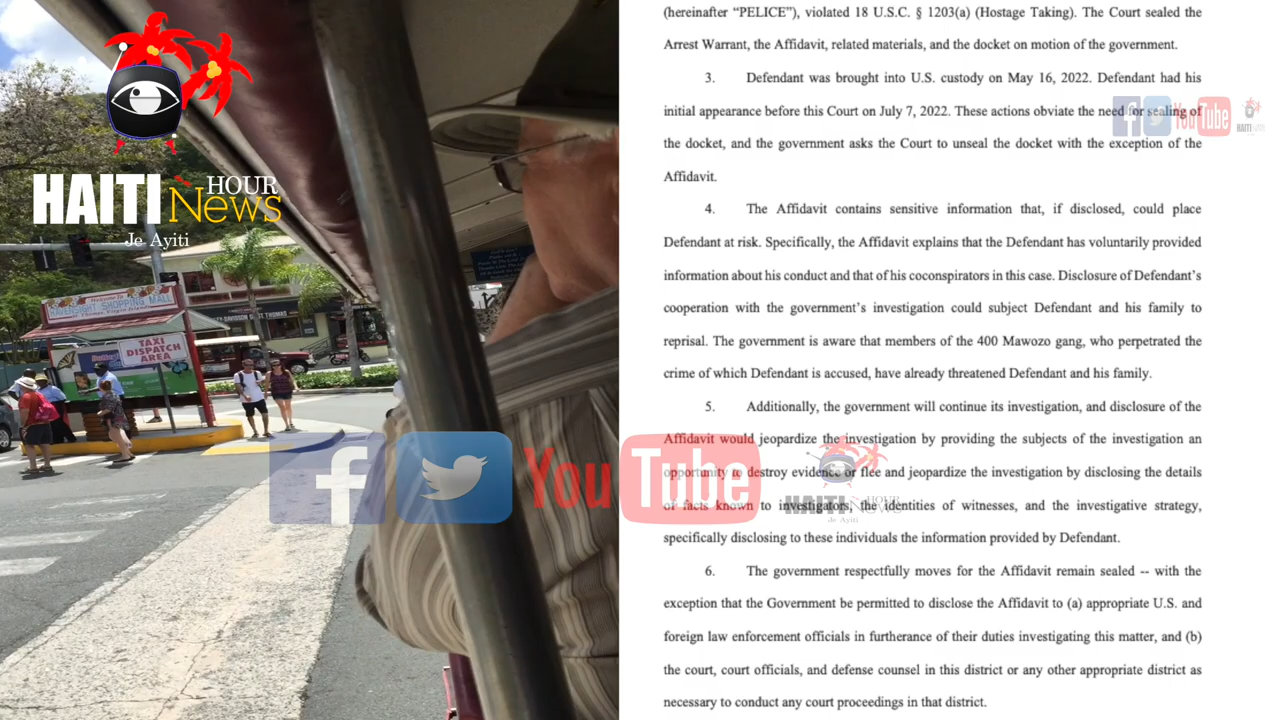 HAITI HOUR
News
Je Ayiti
Welcome To
HAVENSIGHT SHOPPING MALL
St. Thomas, Virgin Islands
TAXI
DISPATCH
AREA
(hereinafter “PELICE”), violated 18 U.S.C. § 1203(a) (Hostage Taking). The Court sealed the
Arrest Warrant, the Affidavit, related materials, and the docket on motion of the government.
3. Defendant was brought into U.S. custody on May 16, 2022. Defendant had his
initial appearance before this Court on July 7, 2022. These actions obviate the need for sealing of
the docket, and the government asks the Court to unseal the docket with the exception of the
Affidavit.
4. The Affidavit contains sensitive information that, if disclosed, could place
Defendant at risk. Specifically, the Affidavit explains that the Defendant has voluntarily provided
information about his conduct and that of his coconspirators in this case. Disclosure of Defendant’s
cooperation with the government’s investigation could subject Defendant and his family to
reprisal. The government is aware that members of the 400 Mawozo gang, who perpetrated the
crime of which Defendant is accused, have already threatened Defendant and his family.
5. Additionally, the government will continue its investigation, and disclosure of the
Affidavit would jeopardize the investigation by providing the subjects of the investigation an
opportunity to destroy evidence or flee and jeopardize the investigation by disclosing the details
of facts known to investigators, the identities of witnesses, and the investigative strategy,
specifically disclosing to these individuals the information provided by Defendant.
6. The government respectfully moves for the Affidavit remain sealed -- with the
exception that the Government be permitted to disclose the Affidavit to (a) appropriate U.S. and
foreign law enforcement officials in furtherance of their duties investigating this matter, and (b)
the court, court officials, and defense counsel in this district or any other appropriate district as
necessary to conduct any court proceedings in that district.
f YouTube
HAITI HOUR
News
Je Ayiti
f YouTube
HAITI